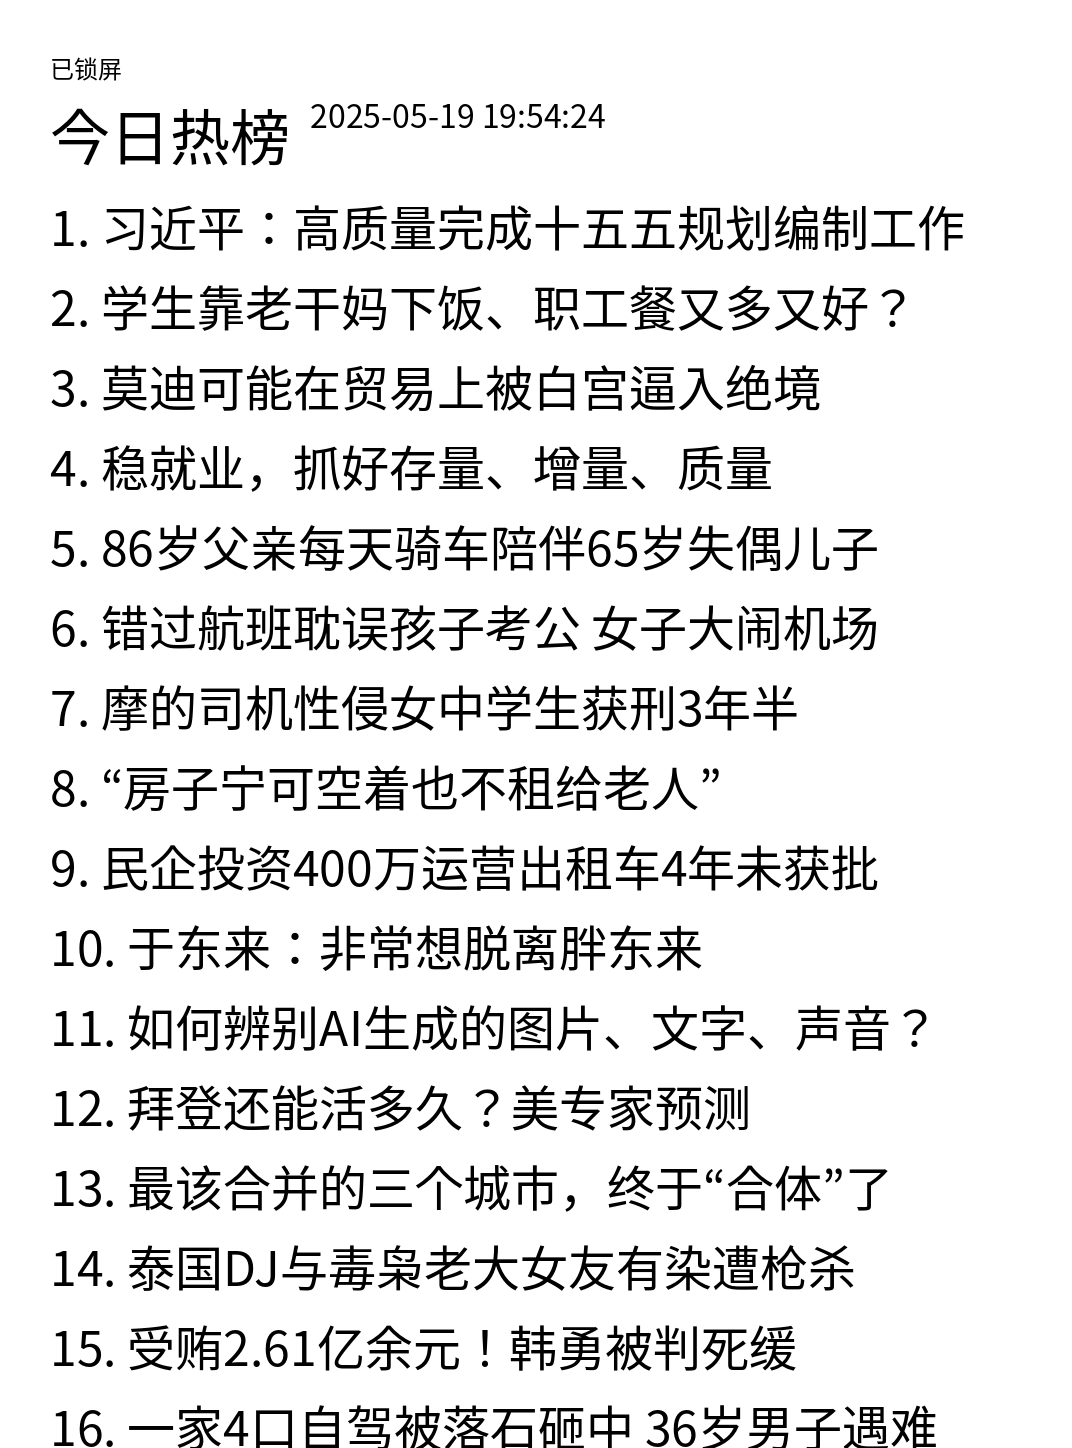 已锁屏
今日热榜 2025-05-19 19:54:24
1. 习近平：高质量完成十五五规划编制工作
2. 学生靠老干妈下饭、职工餐又多又好？
3. 莫迪可能在贸易上被白宫逼入绝境
4. 稳就业，抓好存量、增量、质量
5. 86岁父亲每天骑车陪伴65岁失偶儿子
6. 错过航班耽误孩子考公 女子大闹机场
7. 摩的司机性侵女中学生获刑3年半
8. “房子宁可空着也不租给老人”
9. 民企投资400万运营出租车4年未获批
10. 于东来：非常想脱离胖东来
11. 如何辨别AI生成的图片、文字、声音？
12. 拜登还能活多久？美专家预测
13. 最该合并的三个城市，终于“合体”了
14. 泰国DJ与毒枭老大女友有染遭枪杀
15. 受贿2.61亿余元！韩勇被判死缓
16. 一家4口自驾被落石砸中 36岁男子遇难